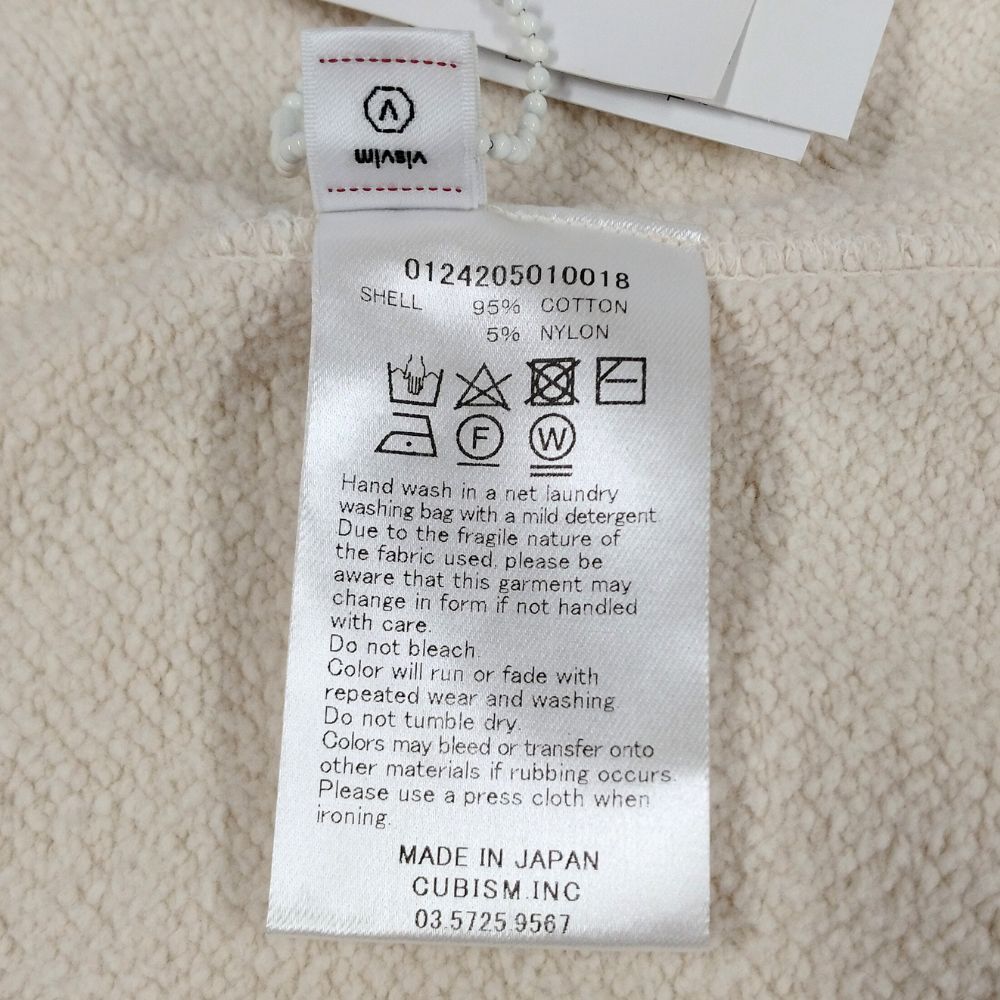 V
visvim
0124205010018
SHELL 95% COTTON
5% NYLON
F W
Hand wash in a net laundry
washing bag with a mild detergent.
Due to the fragile nature of
the fabric used, please be
aware that this garment may
change in form if not handled
with care.
Do not bleach.
Color will run or fade with
repeated wear and washing.
Do not tumble dry.
Colors may bleed or transfer onto
other materials if rubbing occurs.
Please use a press cloth when
ironing.
MADE IN JAPAN
CUBISM.INC
03.5725.9567